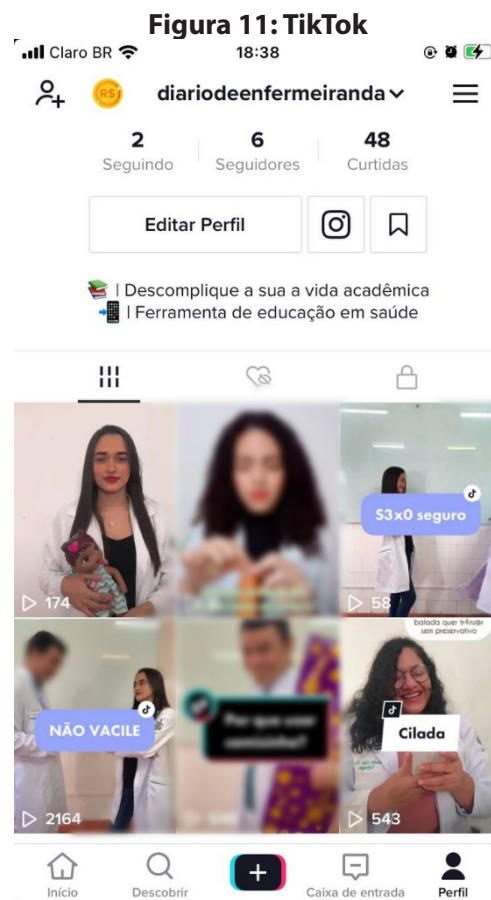 Figura 11: TikTok
Claro BR
18:38
R$
diariodeenfermeiranda
2 6 48
Seguindo Seguidores Curtidas
Editar Perfil
| Descomplique a sua a vida acadêmica
| Ferramenta de educação em saúde
S3x0 seguro
174
58
balada quer tr4ns@r
sem preservativo
NÃO VACILE
Por que usar
camisinha?
Cilada
2164
543
Início Descobrir Caixa de entrada Perfil